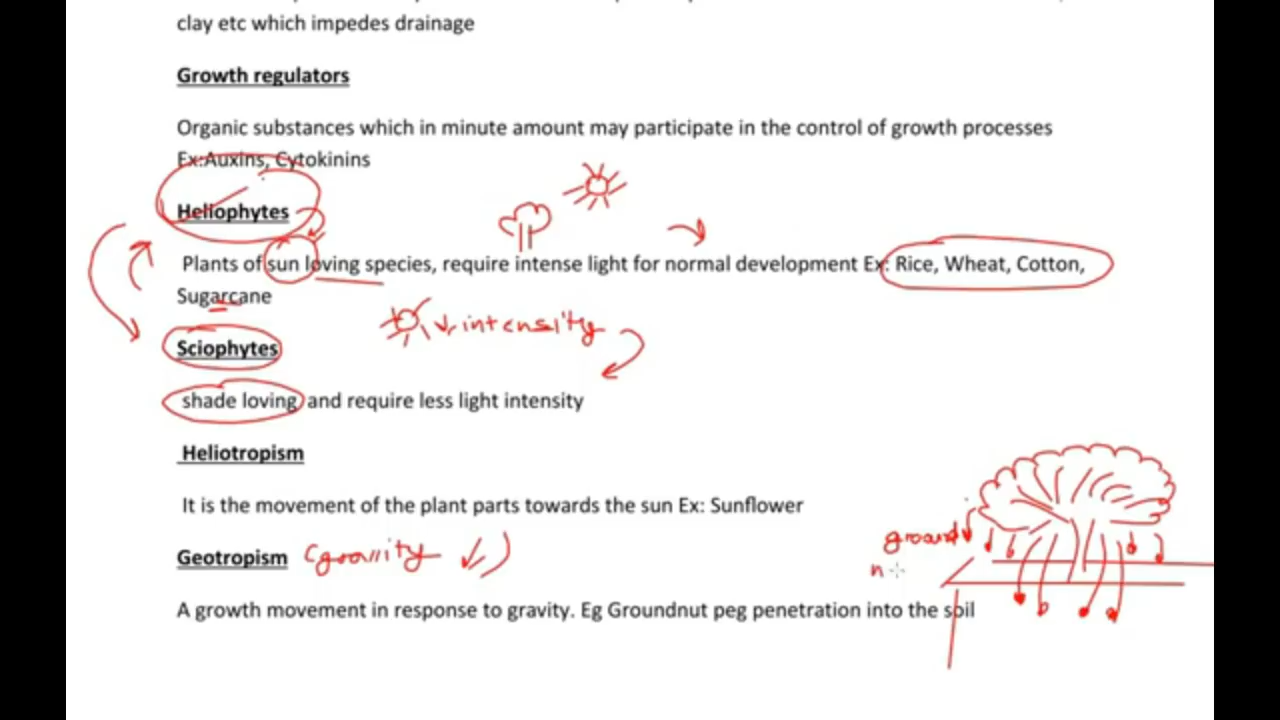 clay etc which impedes drainage
Growth regulators
Organic substances which in minute amount may participate in the control of growth processes
Ex:Auxins, Cytokinins
Heliophytes
Plants of sun loving species, require intense light for normal development Ex: Rice, Wheat, Cotton,
Sugarcane
intensity
Sciophytes
shade loving and require less light intensity
Heliotropism
It is the movement of the plant parts towards the sun Ex: Sunflower
ground
n
Geotropism (gravity )
A growth movement in response to gravity. Eg Groundnut peg penetration into the soil